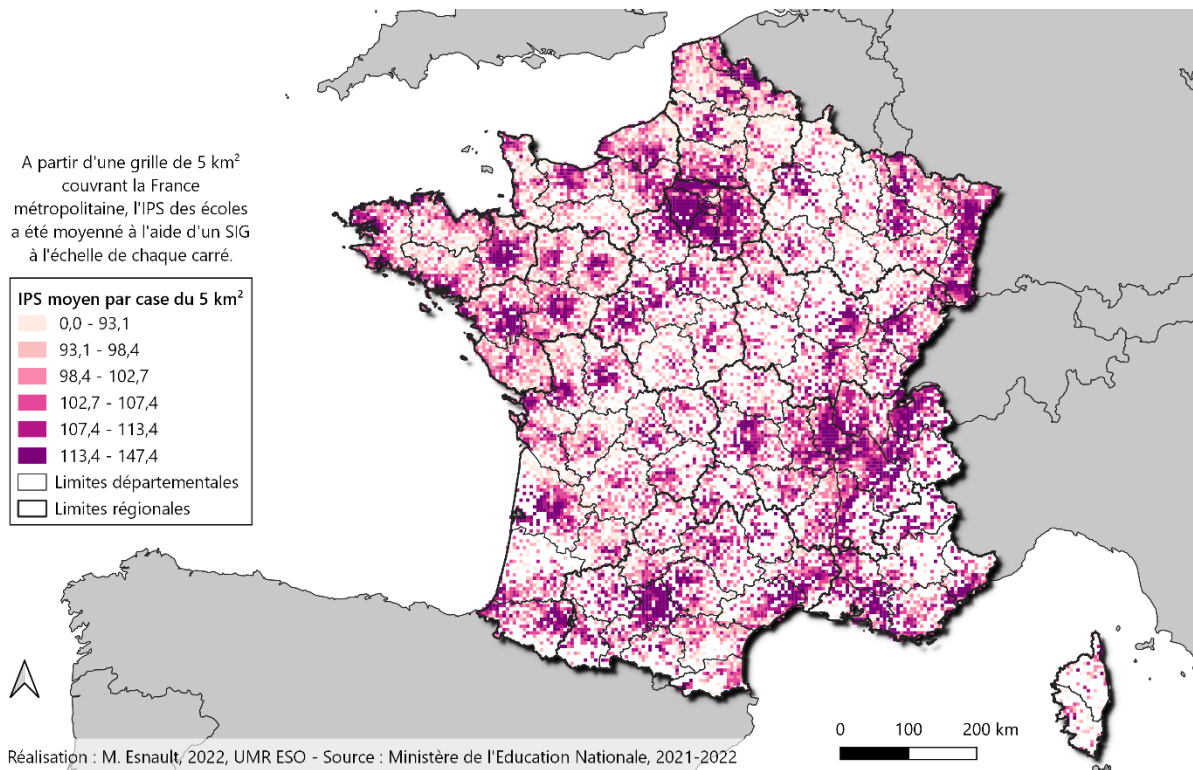 A partir d'une grille de 5 km²
couvrant la France
métropolitaine, l'IPS des écoles
a été moyenné à l'aide d'un SIG
à l'échelle de chaque carré.
IPS moyen par case du 5 km²
0,0 - 93,1
93,1 - 98,4
98,4 - 102,7
102,7 - 107,4
107,4 - 113,4
113,4 - 147,4
Limites départementales
Limites régionales
0 100 200 km
Réalisation : M. Esnault, 2022, UMR ESO - Source : Ministère de l'Education Nationale, 2021-2022